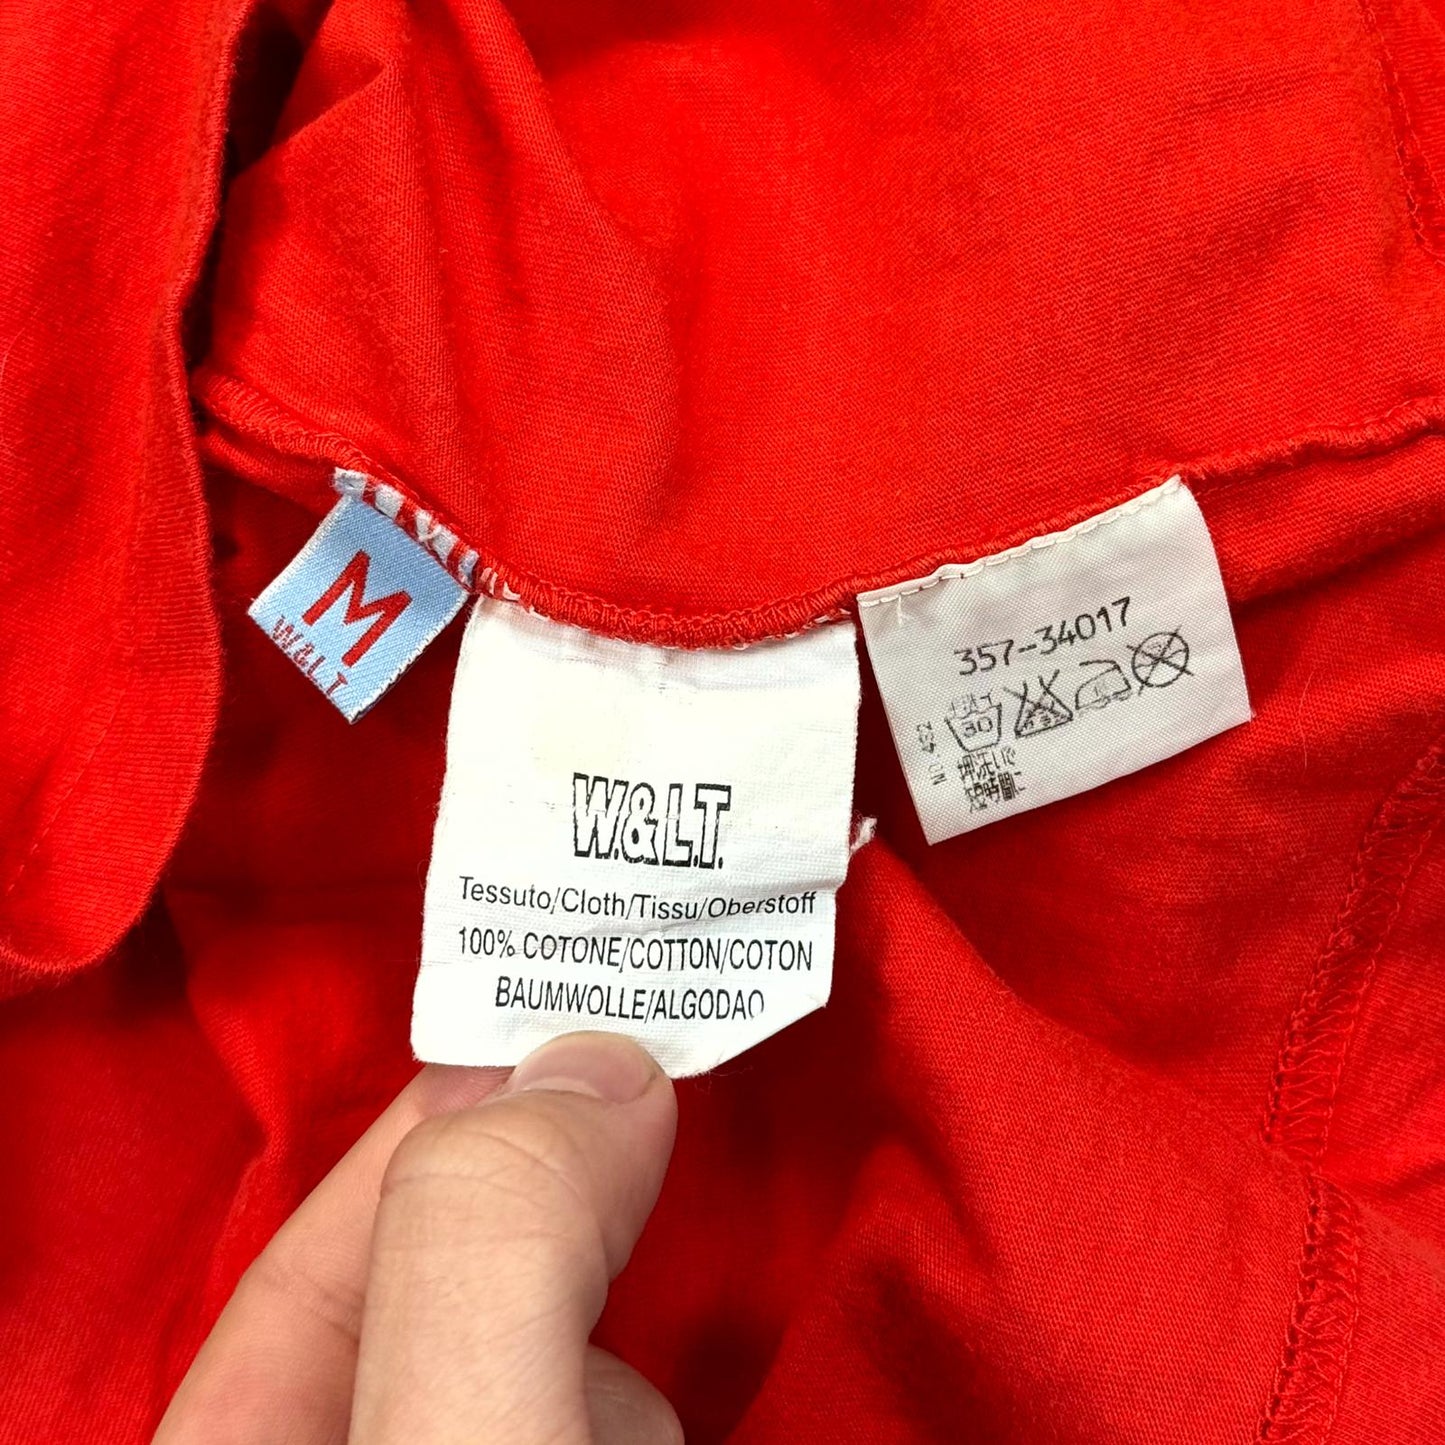 M
W.&L.T.
W.&L.T.
Tessuto/Cloth/Tissu/Oberstoff
100% COTONE/COTTON/COTON
BAUMWOLLE/ALGODAO
357-34017
30